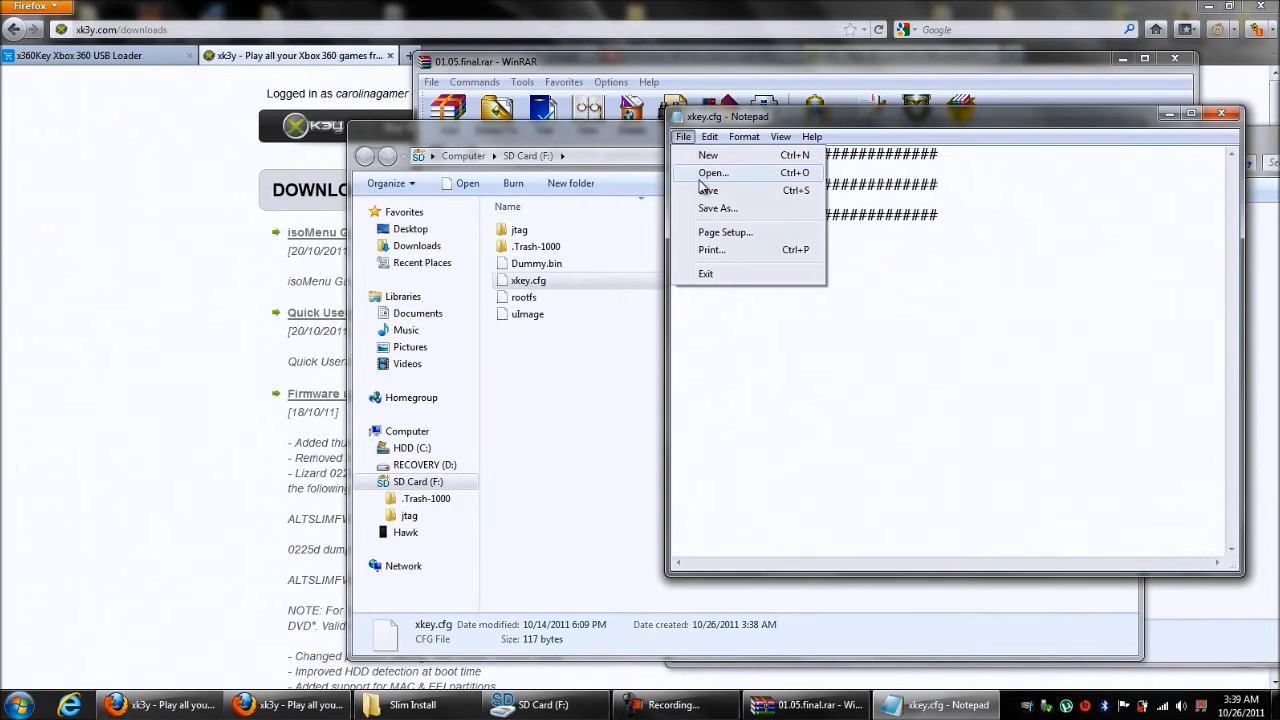 Firefox
xk3y.com/downloads
Google
x360Key Xbox 360 USB Loader
xk3y - Play all your Xbox 360 games fr...
Logged in as carolinagamer
DOWNLO
isoMenu G
[20/10/2011
isoMenu Gu
Quick Use
[20/10/2011
Quick User
Firmware u
[18/10/11]
- Added thu
- Removed
- Lizard 022
the following
ALTSLIMFW
0225d dum
ALTSLIMFW
NOTE: For
DVD". Valid
- Changed
- Improved HDD detection at boot time
- Added support for MAC & EFI partitions
01.05.final.rar - WinRAR
File Commands Tools Favorites Options Help
Computer SD Card (F:)
Organize Open Burn New folder
Favorites
Desktop
Downloads
Recent Places
Libraries
Documents
Music
Pictures
Videos
Homegroup
Computer
HDD (C:)
RECOVERY (D:)
SD Card (F:)
.Trash-1000
jtag
Hawk
Network
Name
jtag
.Trash-1000
Dummy.bin
xkey.cfg
rootfs
uImage
xkey.cfg Date modified: 10/14/2011 6:09 PM Date created: 10/26/2011 3:38 AM
CFG File Size: 117 bytes
xkey.cfg - Notepad
File Edit Format View Help
New Ctrl+N
Open... Ctrl+O
Save Ctrl+S
Save As...
Page Setup...
Print... Ctrl+P
Exit
#############
#############
#############
xk3y - Play all you...
xk3y - Play all you...
Slim Install
SD Card (F:)
Recording...
01.05.final.rar - Wi...
xkey.cfg - Notepad
3:39 AM
10/26/2011